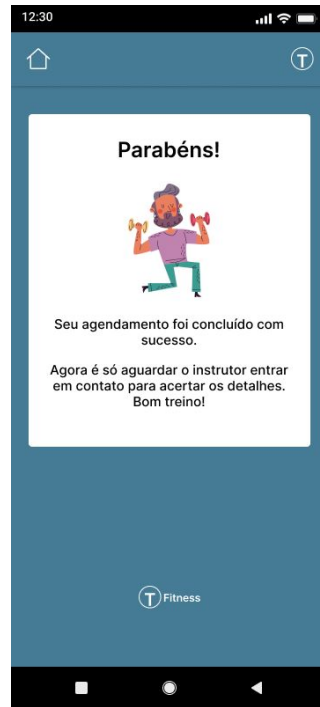 12:30
T
Parabéns!
Seu agendamento foi concluído com
sucesso.
Agora é só aguardar o instrutor entrar
em contato para acertar os detalhes.
Bom treino!
T Fitness